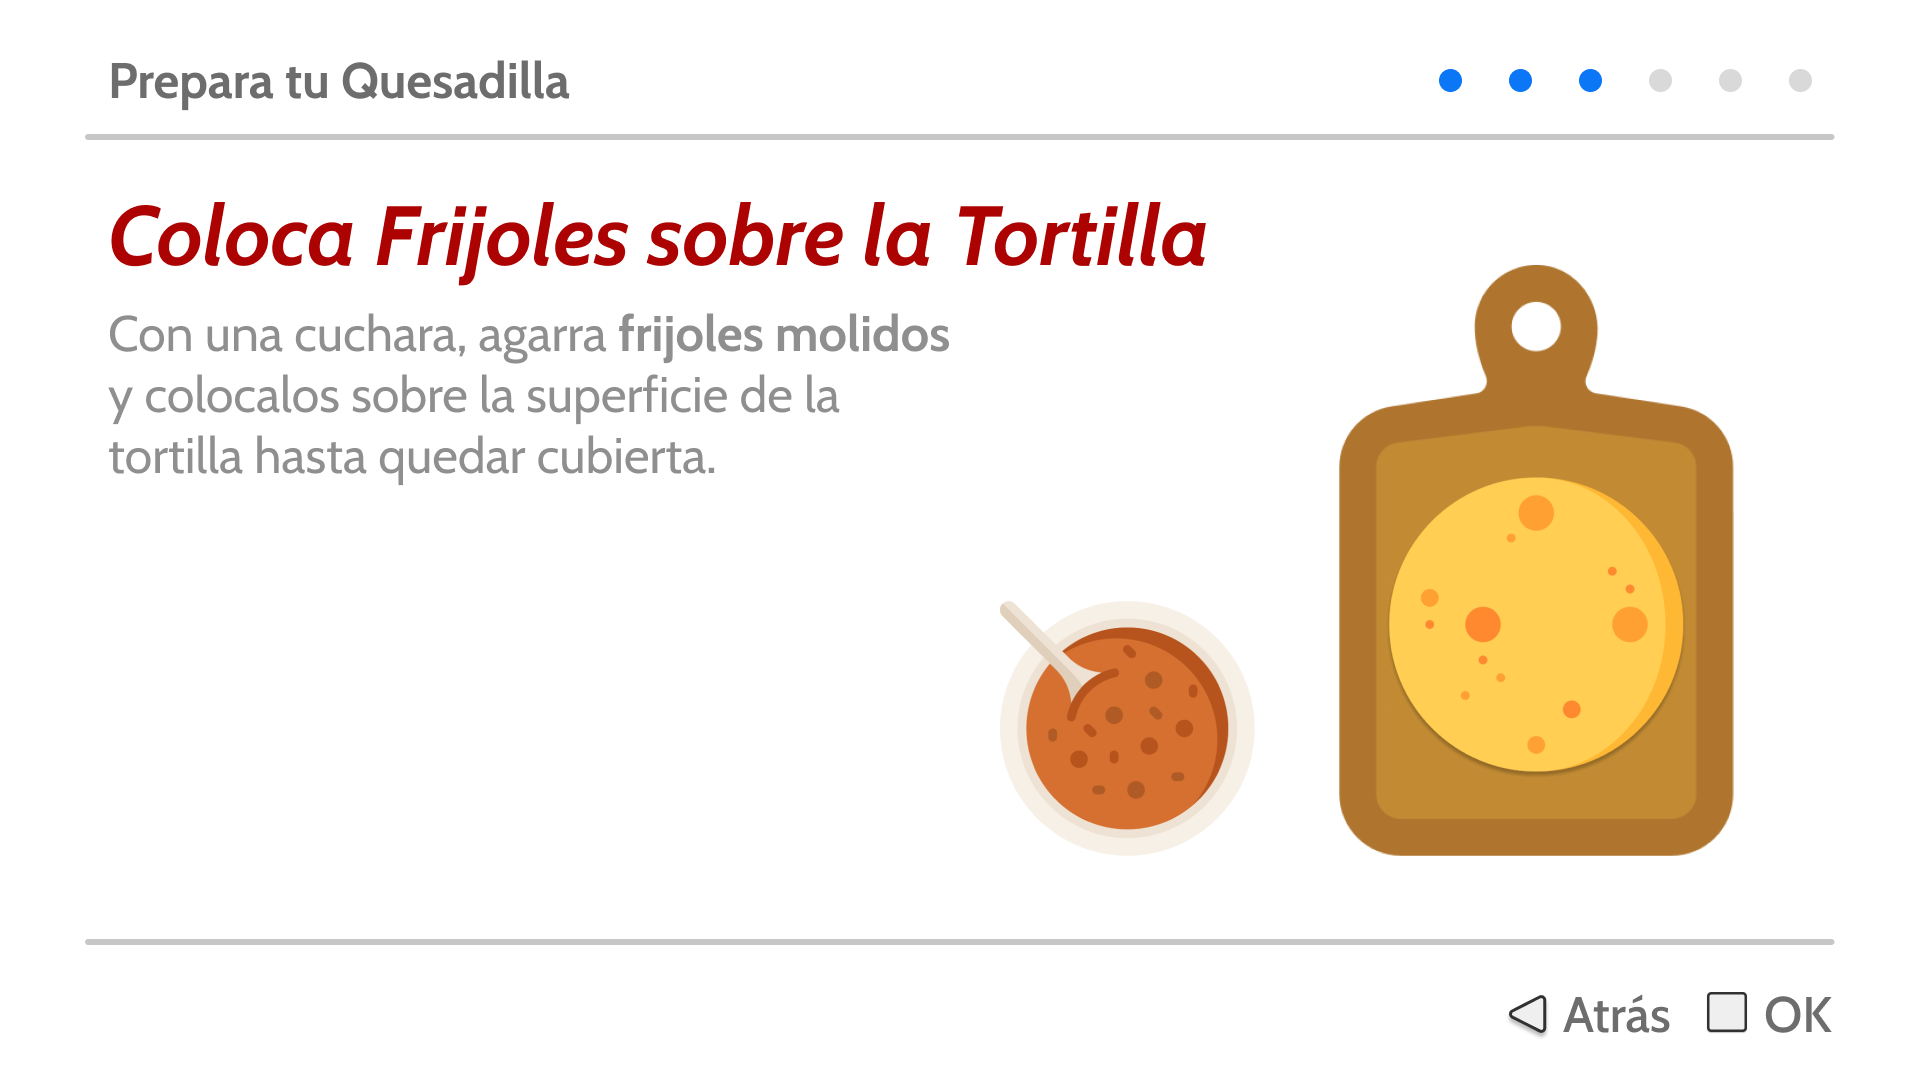 Prepara tu Quesadilla
Coloca Frijoles sobre la Tortilla
Con una cuchara, agarra frijoles molidos
y colocalos sobre la superficie de la
tortilla hasta quedar cubierta.
Atrás OK